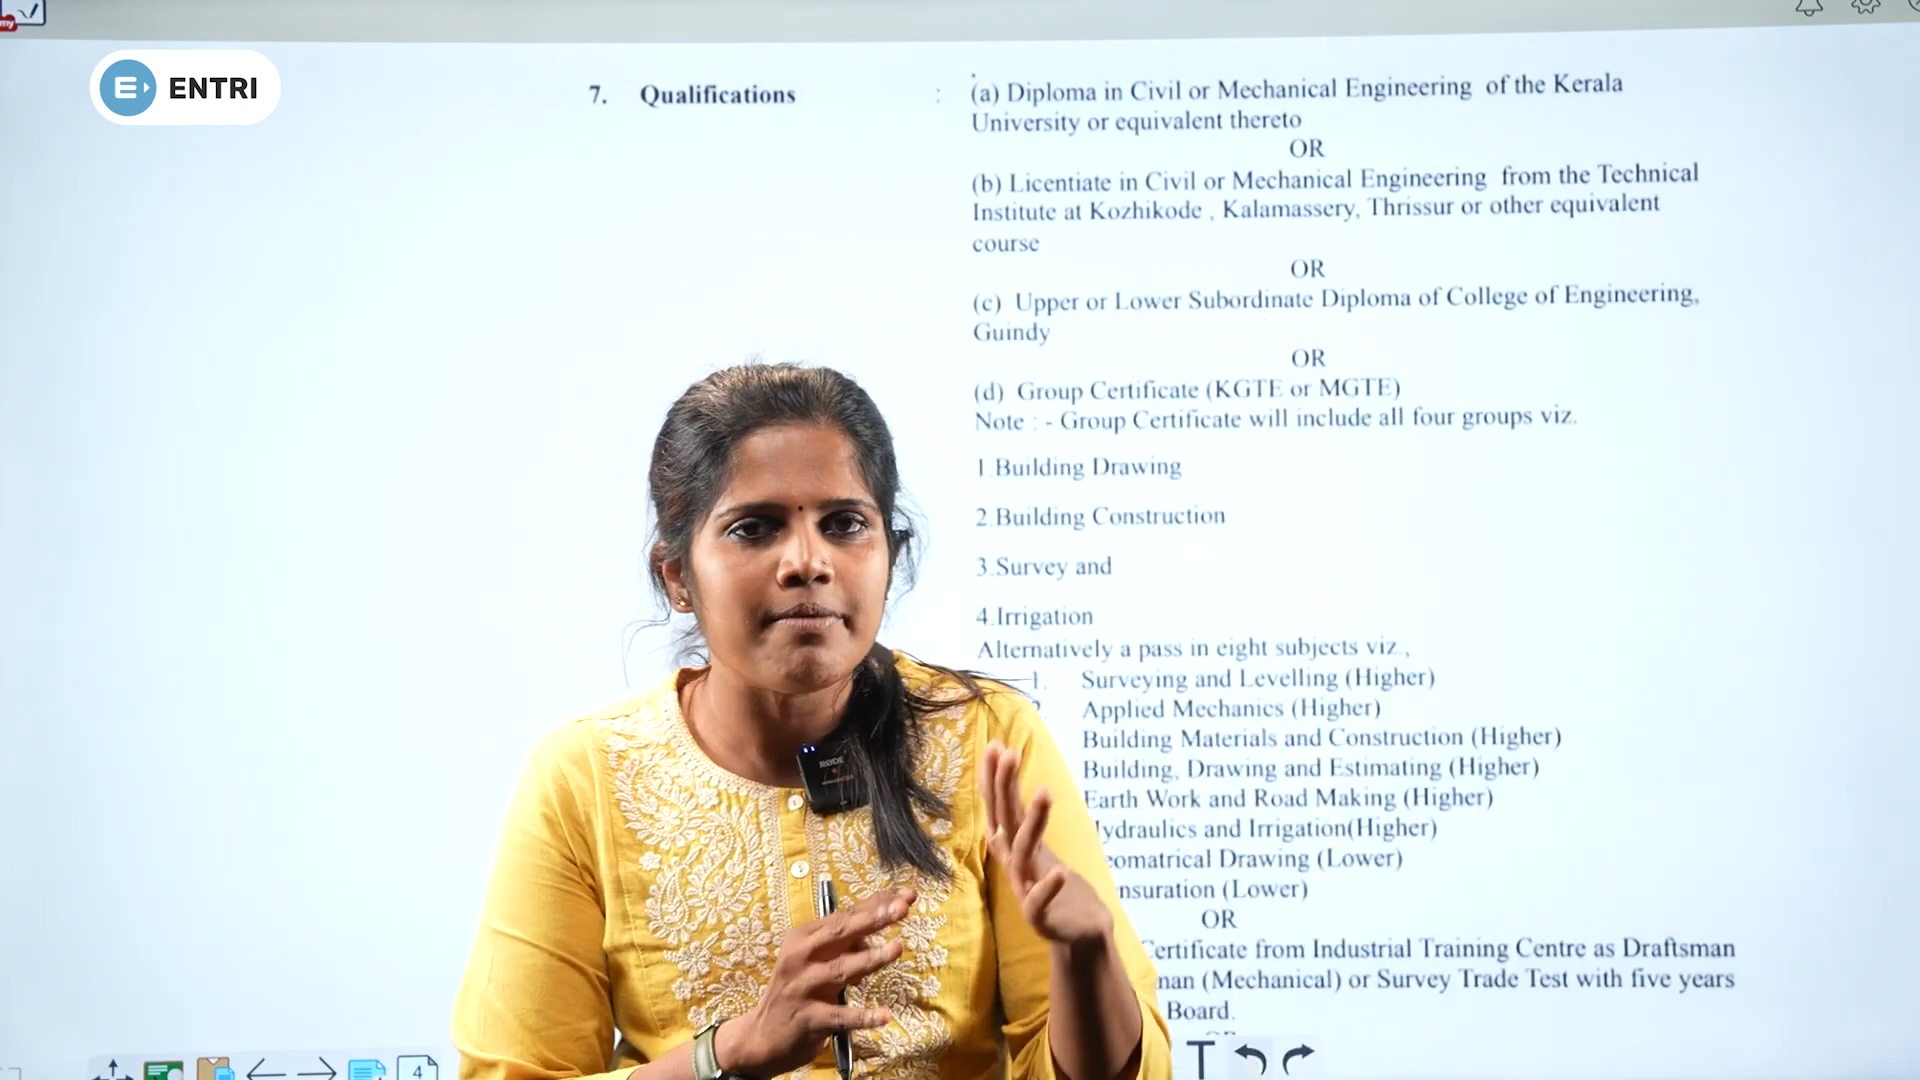 my
ENTRI
7. Qualifications :
(a) Diploma in Civil or Mechanical Engineering of the Kerala
University or equivalent thereto
OR
(b) Licentiate in Civil or Mechanical Engineering from the Technical
Institute at Kozhikode , Kalamassery, Thrissur or other equivalent
course
OR
(c) Upper or Lower Subordinate Diploma of College of Engineering,
Guindy
OR
(d) Group Certificate (KGTE or MGTE)
Note : - Group Certificate will include all four groups viz.
1.Building Drawing
2.Building Construction
3.Survey and
4.Irrigation
Alternatively a pass in eight subjects viz.,
1. Surveying and Levelling (Higher)
2. Applied Mechanics (Higher)
Building Materials and Construction (Higher)
Building, Drawing and Estimating (Higher)
Earth Work and Road Making (Higher)
ydraulics and Irrigation(Higher)
eomatrical Drawing (Lower)
nsuration (Lower)
OR
Certificate from Industrial Training Centre as Draftsman
nan (Mechanical) or Survey Trade Test with five years
Board.
RØDE
4
T